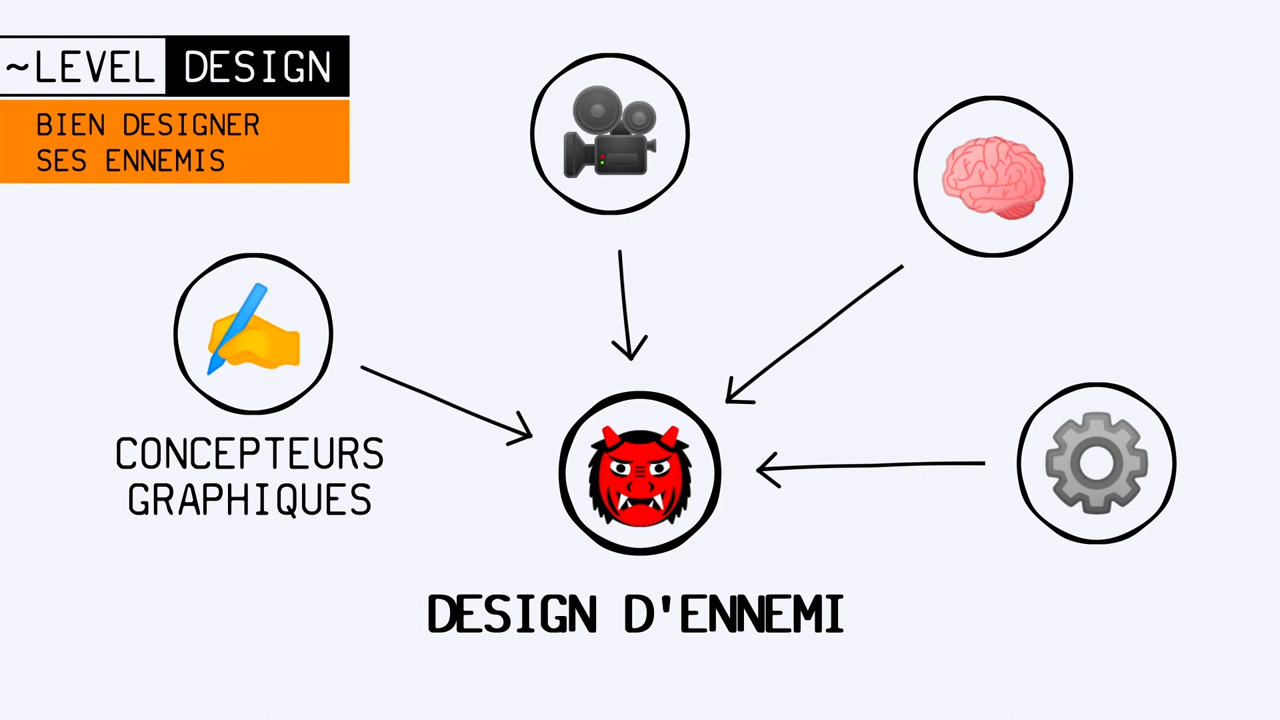 ~LEVEL DESIGN
BIEN DESIGNER
SES ENNEMIS
CONCEPTEURS
GRAPHIQUES
DESIGN D'ENNEMI